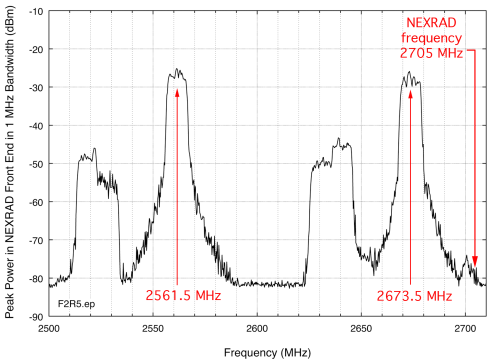 Peak Power in NEXRAD Front End in 1 MHz Bandwidth (dBm)
-10
-20
-30
-40
-50
-60
-70
-80
-90
NEXRAD
frequency
2705 MHz
2561.5 MHz
2673.5 MHz
F2R5.ep
2500
2550
2600
2650
2700
Frequency (MHz)